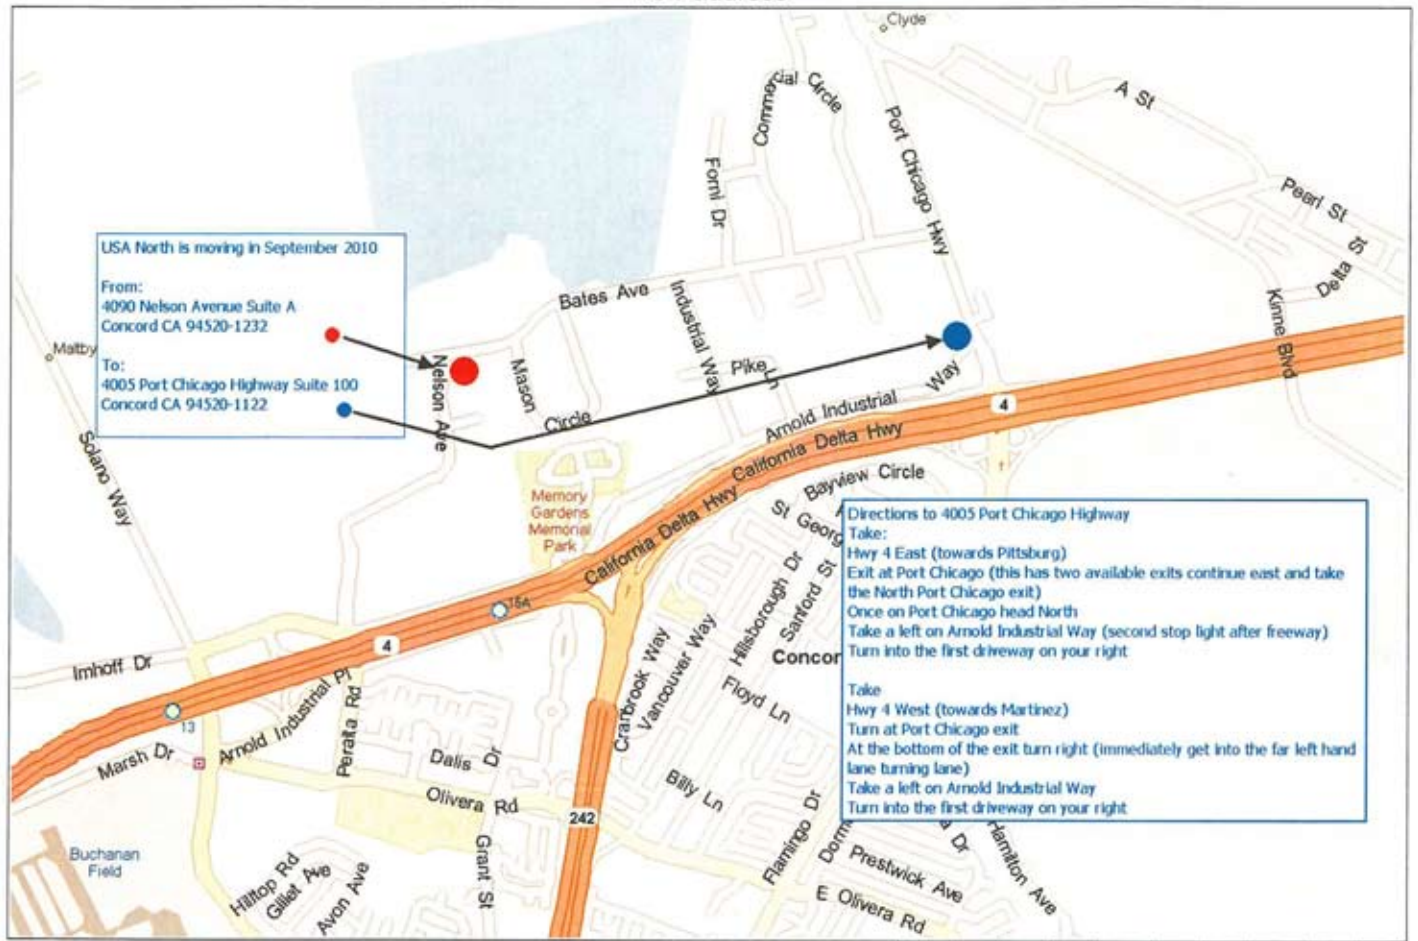 Clyde
A St
Commercial Circle
Port Chicago Hwy
Forni Dr
Pearl St
Delta St
Kinne Blvd
USA North is moving in September 2010
From:
4090 Nelson Avenue Suite A
Concord CA 94520-1232
To:
4005 Port Chicago Highway Suite 100
Concord CA 94520-1122
Bates Ave
Industrial Way
Maltby
Nelson Ave
Mason
Circle
Pike Ln
Arnold Industrial Way
4
California Delta Hwy
Solano Way
Memory
Gardens
Memorial
Park
California Delta Hwy
Bayview Circle
St Georg
Hillsborough Dr
Sanford St
Directions to 4005 Port Chicago Highway
Take:
Hwy 4 East (towards Pittsburg)
Exit at Port Chicago (this has two available exits continue east and take
the North Port Chicago exit)
Once on Port Chicago head North
Take a left on Arnold Industrial Way (second stop light after freeway)
Turn into the first driveway on your right
Take
Hwy 4 West (towards Martinez)
Turn at Port Chicago exit
At the bottom of the exit turn right (immediately get into the far left hand
lane turning lane)
Take a left on Arnold Industrial Way
Turn into the first driveway on your right
15A
4
Imhoff Dr
Cranbrook Way
Vancouver Way
Concor
Floyd Ln
13
Marsh Dr
Arnold Industrial Pl
Peralta Rd
Dalis Dr
Olivera Rd
Billy Ln
242
Grant St
Buchanan
Field
Hilltop Rd
Gillet Ave
Avon Ave
Flamingo Dr
Dorm
a Dr
Hamilton Ave
Prestwick Ave
E Olivera Rd